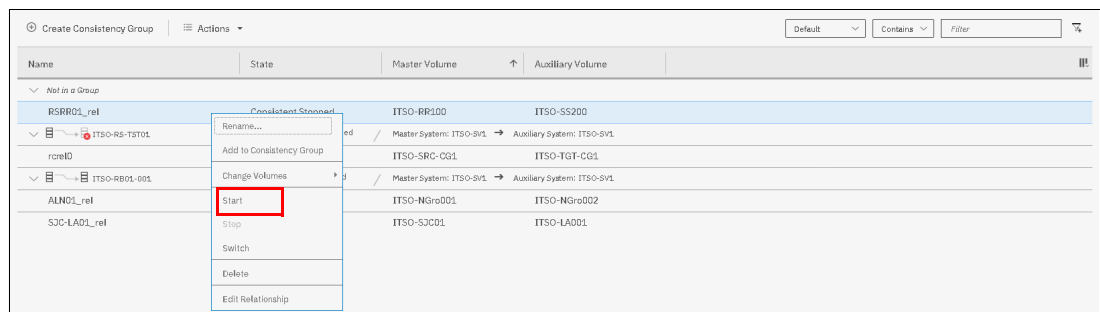 Create Consistency Group Actions Default Contains Filter
Name State Master Volume Auxiliary Volume
Not in a Group
RSRR01_rel Consistent Stopped ITSO-RR100 ITSO-SS200
Rename...
ITSO-RS-TST01 ed Master System: ITSO-SV1 → Auxiliary System: ITSO-SV1
Add to Consistency Group
rcrel0 ITSO-SRC-CG1 ITSO-TGT-CG1
Change Volumes
ITSO-RB01-001 Master System: ITSO-SV1 → Auxiliary System: ITSO-SV1
Start
ALN01_rel ITSO-NGro001 ITSO-NGro002
Stop
SJC-LA01_rel ITSO-SJC01 ITSO-LA001
Switch
Delete
Edit Relationship